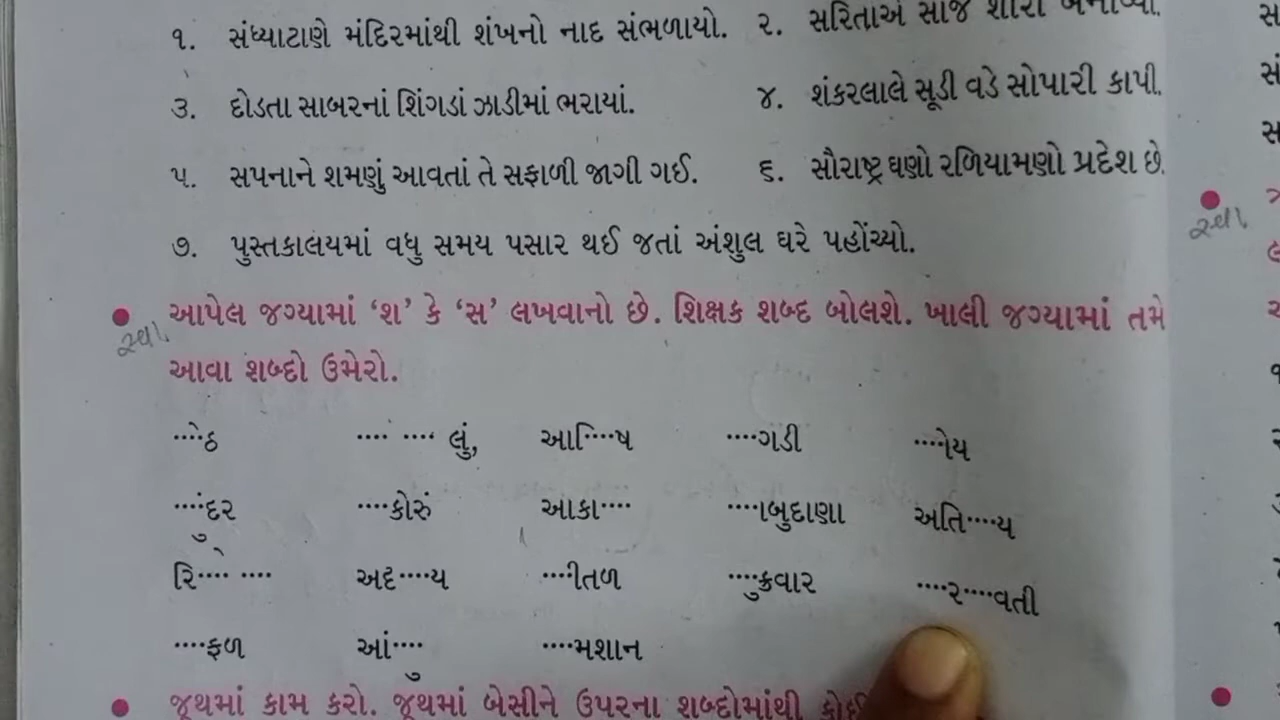 ૧. સંધ્યાટાણે મંદિરમાંથી શંખનો નાદ સંભળાયો. ૨. સરિતાએ સાંજે
૩. દોડતા સાબરનાં શિંગડાં ઝાડીમાં ભરાયાં. ૪. શંકરલાલે સૂડી વડે સોપારી કાપી.
૫. સપનાને શમણું આવતાં તે સફાળી જાગી ગઈ. ૬. સૌરાષ્ટ્ર ઘણો રળિયામણો પ્રદેશ છે.
૭. પુસ્તકાલયમાં વધુ સમય પસાર થઈ જતાં અંશુલ ઘરે પહોંચ્યો.
સ્વા.
● આપેલ જગ્યામાં ‘શ’ કે ‘સ’ લખવાનો છે. શિક્ષક શબ્દ બોલશે. ખાલી જગ્યામાં તમે
સ્વા. આવા શબ્દો ઉમેરો.
....ેઠ .... .... લું, આિ....ષ ....ગડી ....નેય
....ુંદર ....કોરું આકા.... ....ાબુદાણા અતિ....ય
રિ.... ....ે અદ....ય ....ીતળ ....ુક્રવાર ....ર....વતી
....ફળ આં....ુ ....મશાન
● જૂથમાં કામ કરો. જૂથમાં બેસીને ઉપરના શબ્દોમાંથી